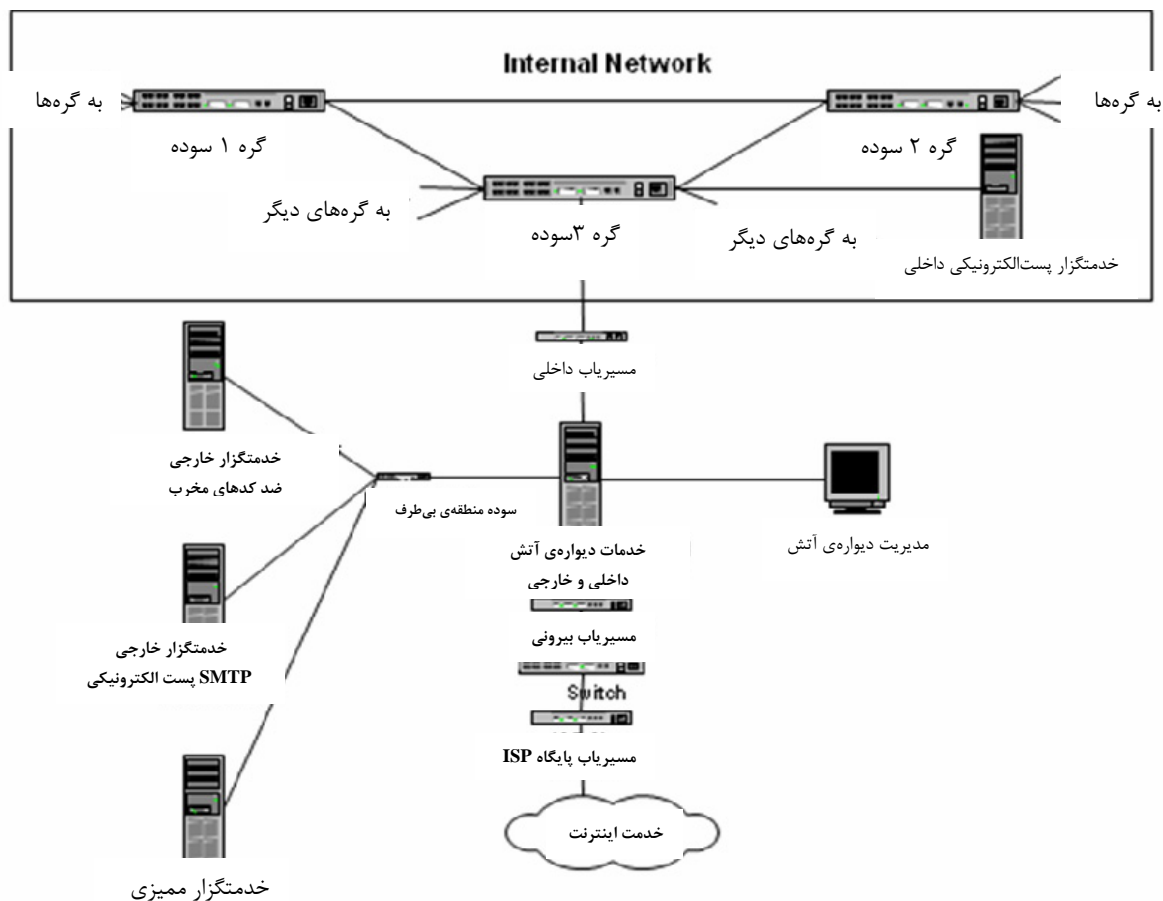 Internal Network
به گره‌ها
به گره‌ها
گره ۱ سوده
گره ۲ سوده
به گره‌های دیگر
گره ۳سوده
به گره‌های دیگر
خدمتگزار پست‌الکترونیکی داخلی
مسیریاب داخلی
خدمتگزار خارجی
ضد کدهای مخرب
سوده منطقه‌ی بی‌طرف
خدمات دیواره‌ی آتش
داخلی و خارجی
مدیریت دیواره‌ی آتش
مسیریاب بیرونی
خدمتگزار خارجی
SMTP پست الکترونیکی
Switch
مسیریاب پایگاه ISP
خدمت اینترنت
خدمتگزار ممیزی